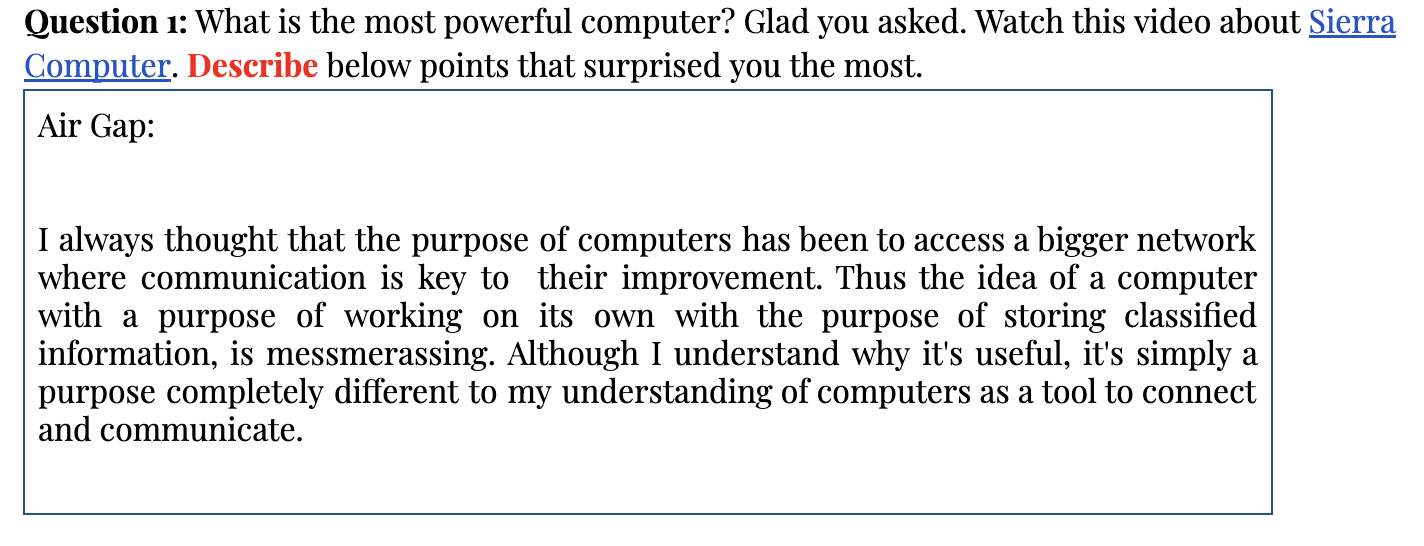 Question 1: What is the most powerful computer? Glad you asked. Watch this video about Sierra
Computer. Describe below points that surprised you the most.
Air Gap:
I always thought that the purpose of computers has been to access a bigger network
where communication is key to their improvement. Thus the idea of a computer
with a purpose of working on its own with the purpose of storing classified
information, is messmerassing. Although I understand why it's useful, it's simply a
purpose completely different to my understanding of computers as a tool to connect
and communicate.